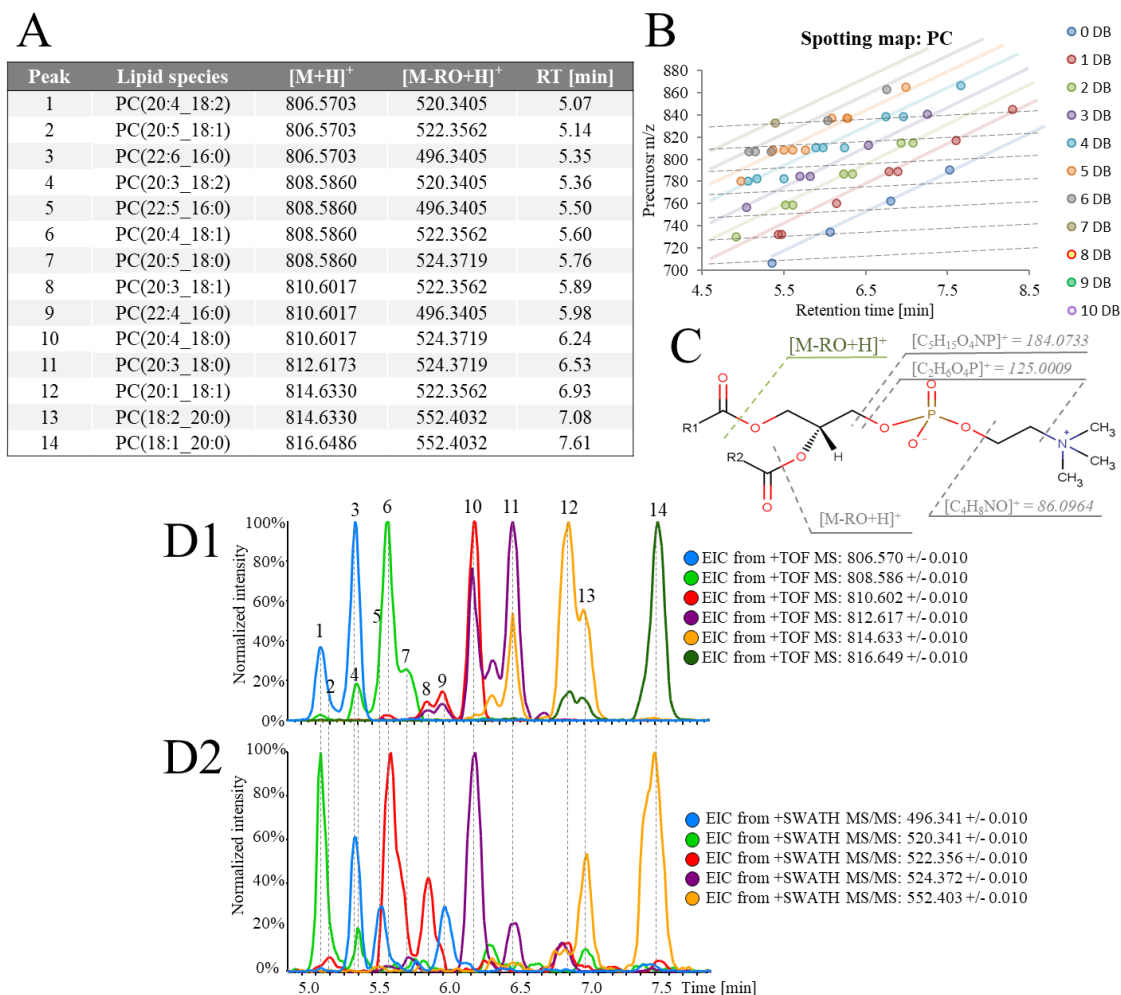 A
Peak Lipid species [M+H]+ [M-RO+H]+ RT [min]
1 PC(20:4_18:2) 806.5703 520.3405 5.07
2 PC(20:5_18:1) 806.5703 522.3562 5.14
3 PC(22:6_16:0) 806.5703 496.3405 5.35
4 PC(20:3_18:2) 808.5860 520.3405 5.36
5 PC(22:5_16:0) 808.5860 496.3405 5.50
6 PC(20:4_18:1) 808.5860 522.3562 5.60
7 PC(20:5_18:0) 808.5860 524.3719 5.76
8 PC(20:3_18:1) 810.6017 522.3562 5.89
9 PC(22:4_16:0) 810.6017 496.3405 5.98
10 PC(20:4_18:0) 810.6017 524.3719 6.24
11 PC(20:3_18:0) 812.6173 524.3719 6.53
12 PC(20:1_18:1) 814.6330 522.3562 6.93
13 PC(18:2_20:0) 814.6330 552.4032 7.08
14 PC(18:1_20:0) 816.6486 552.4032 7.61
B
Spotting map: PC
Precurosr m/z
880
860
840
820
800
780
760
740
720
700
4.5 5.5 6.5 7.5 8.5
Retention time [min]
0 DB
1 DB
2 DB
3 DB
4 DB
5 DB
6 DB
7 DB
8 DB
9 DB
10 DB
C
[M-RO+H]+
[C5H15O4NP]+ = 184.0733
[C2H6O4P]+ = 125.0009
O
R1
O
O
P
O
O
O-
R2
O
O
H
N+
CH3
CH3
CH3
[M-RO+H]+
[C4H8NO]+ = 86.0964
D1
Normalized intensity
100%
80%
60%
40%
20%
0%
1 2 3 4 5 6 7 8 9 10 11 12 13 14
EIC from +TOF MS: 806.570 +/- 0.010
EIC from +TOF MS: 808.586 +/- 0.010
EIC from +TOF MS: 810.602 +/- 0.010
EIC from +TOF MS: 812.617 +/- 0.010
EIC from +TOF MS: 814.633 +/- 0.010
EIC from +TOF MS: 816.649 +/- 0.010
D2
Normalized intensity
100%
80%
60%
40%
20%
0%
5.0 5.5 6.0 6.5 7.0 7.5 Time [min]
EIC from +SWATH MS/MS: 496.341 +/- 0.010
EIC from +SWATH MS/MS: 520.341 +/- 0.010
EIC from +SWATH MS/MS: 522.356 +/- 0.010
EIC from +SWATH MS/MS: 524.372 +/- 0.010
EIC from +SWATH MS/MS: 552.403 +/- 0.010